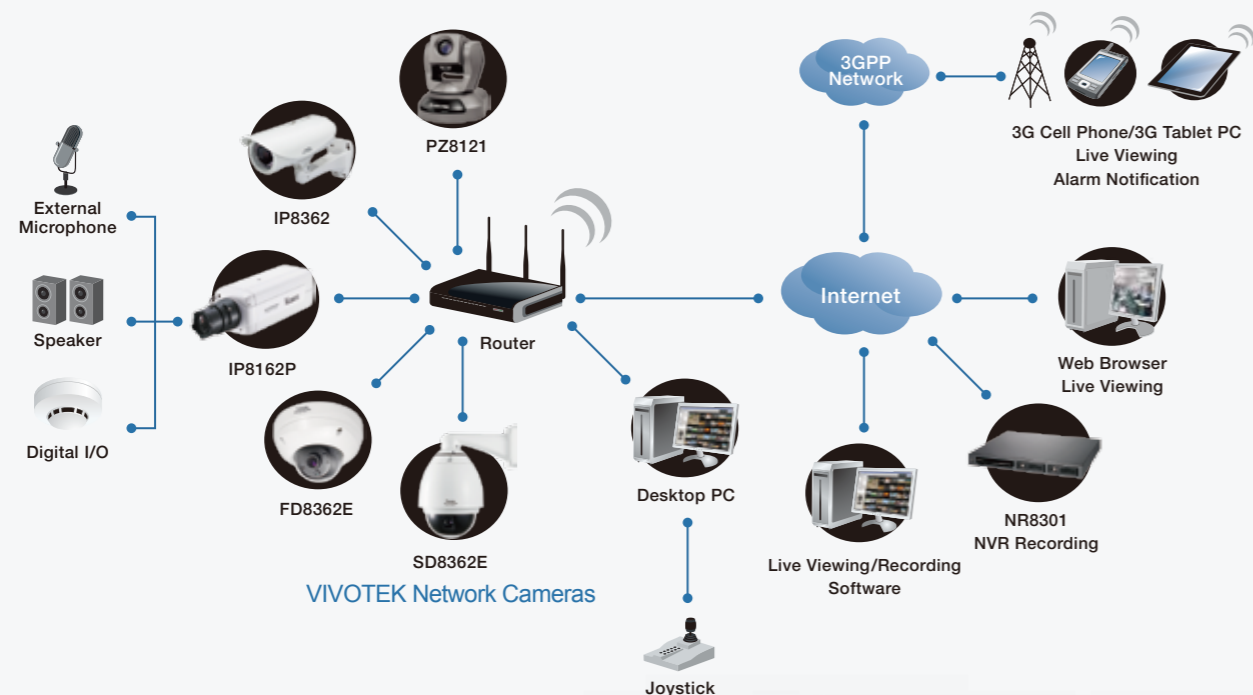 3GPP
Network
PZ8121
3G Cell Phone/3G Tablet PC
Live Viewing
Alarm Notification
External
Microphone
IP8362
Internet
Speaker
IP8162P
Router
Web Browser
Live Viewing
Digital I/O
FD8362E
Desktop PC
NR8301
NVR Recording
SD8362E
Live Viewing/Recording
Software
VIVOTEK Network Cameras
Joystick